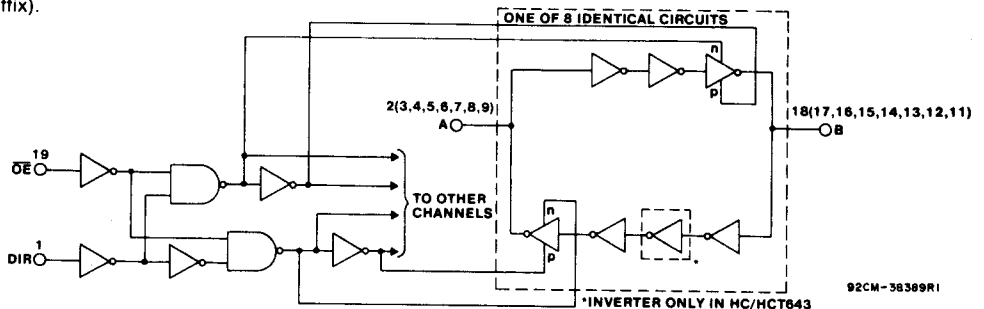 ffix).
ONE OF 8 IDENTICAL CIRCUITS
n
p
2(3,4,5,6,7,8,9)
A
18(17,16,15,14,13,12,11)
B
19
OE
TO OTHER
CHANNELS
n
p
1
DIR
*
*INVERTER ONLY IN HC/HCT643
92CM-38389RI